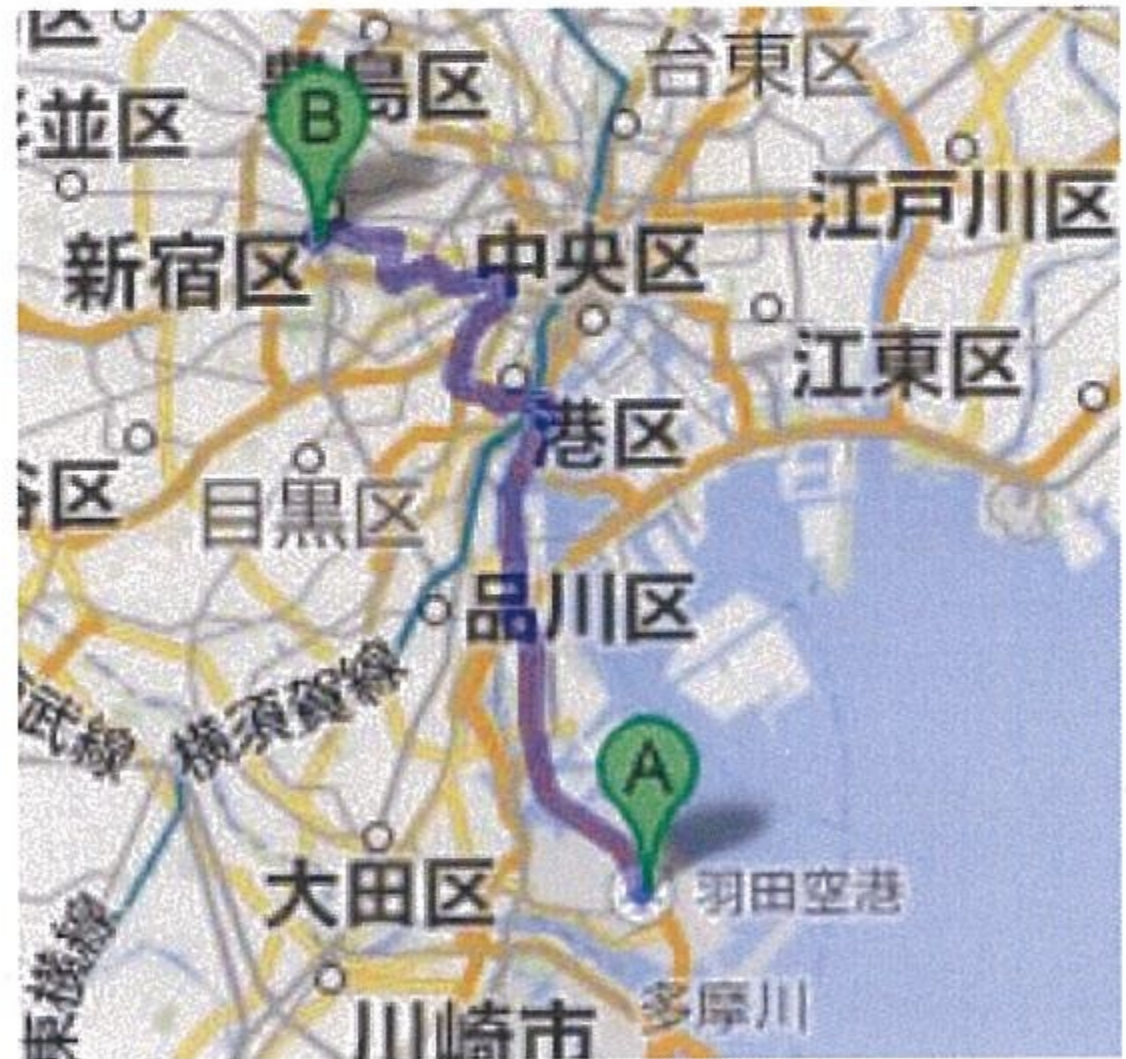 区
豊島区
台東区
並区
B
江戸川区
新宿区
中央区
江東区
港区
谷区
目黒区
品川区
武線
横須賀線
A
大田区
羽田空港
東横線
多摩川
川崎市